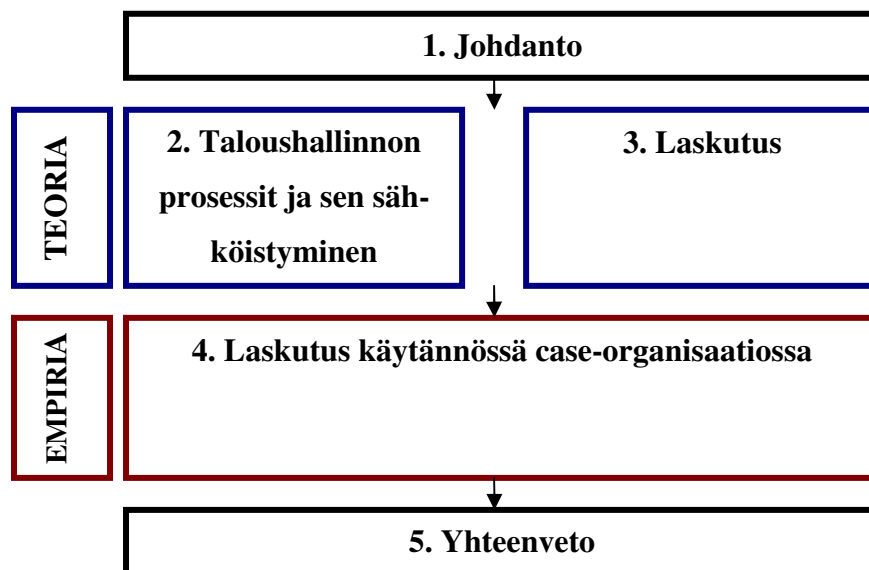 1. Johdanto
TEORIA
2. Taloushallinnon
prosessit ja sen säh-
köistyminen
3. Laskutus
EMPIRIA
4. Laskutus käytännössä case-organisaatiossa
5. Yhteenveto